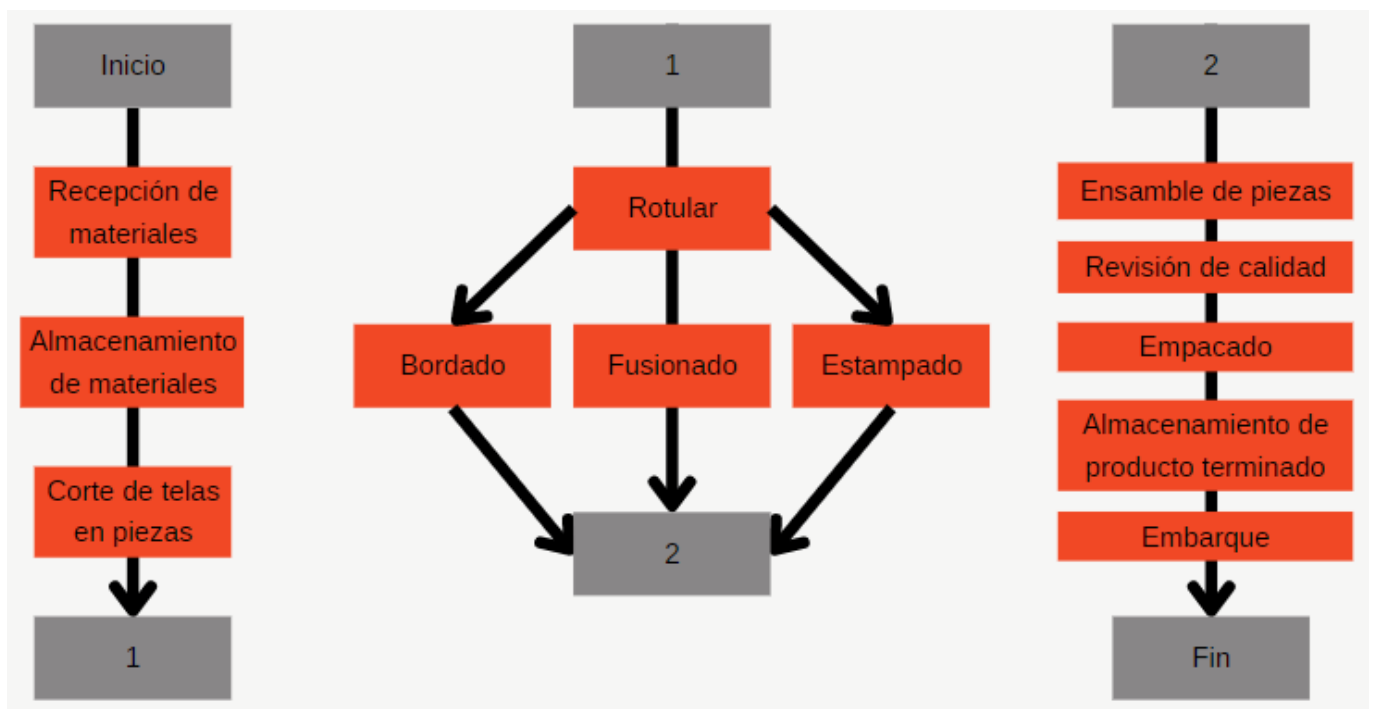 Inicio
Recepción de
materiales
Almacenamiento
de materiales
Corte de telas
en piezas
1
1
Rotular
Bordado
Fusionado
Estampado
2
2
Ensamble de piezas
Revisión de calidad
Empacado
Almacenamiento de
producto terminado
Embarque
Fin